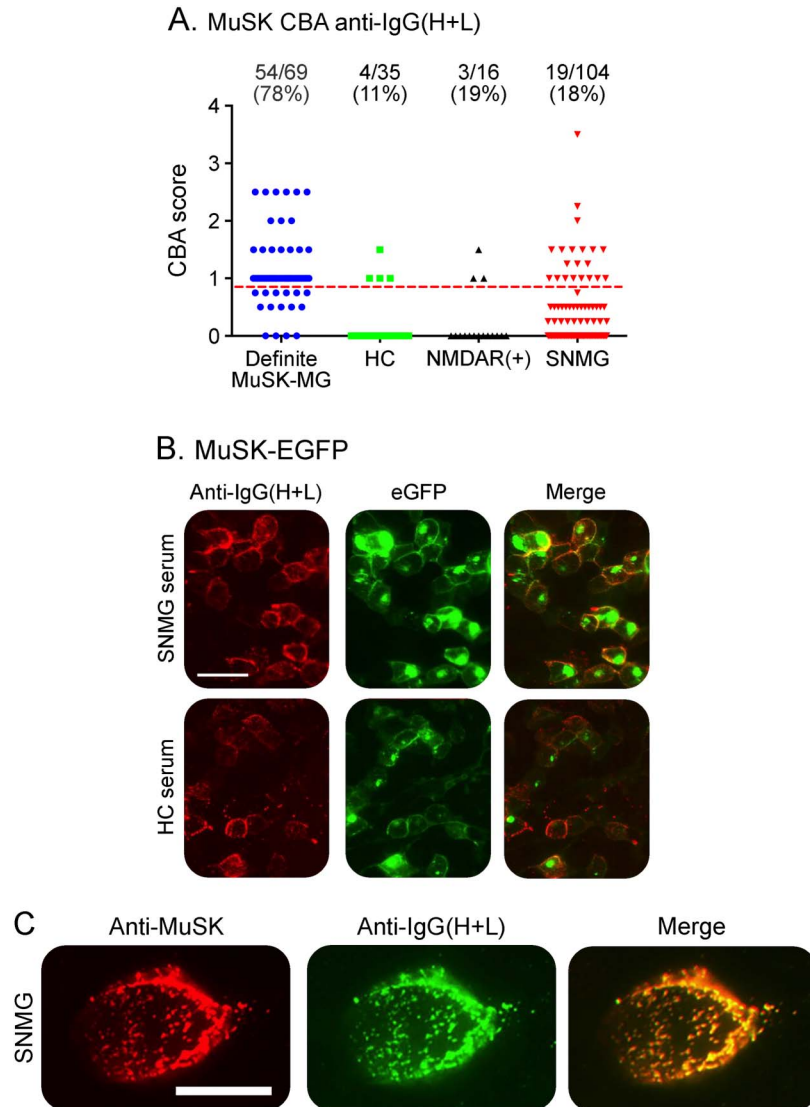 A. MuSK CBA anti-IgG(H+L)
54/69 4/35 3/16 19/104
(78%) (11%) (19%) (18%)
4
3
2
1
0
CBA score
Definite MuSK-MG
HC
NMDAR(+)
SNMG
B. MuSK-EGFP
Anti-IgG(H+L) eGFP Merge
SNMG serum
HC serum
C Anti-MuSK Anti-IgG(H+L) Merge
SNMG